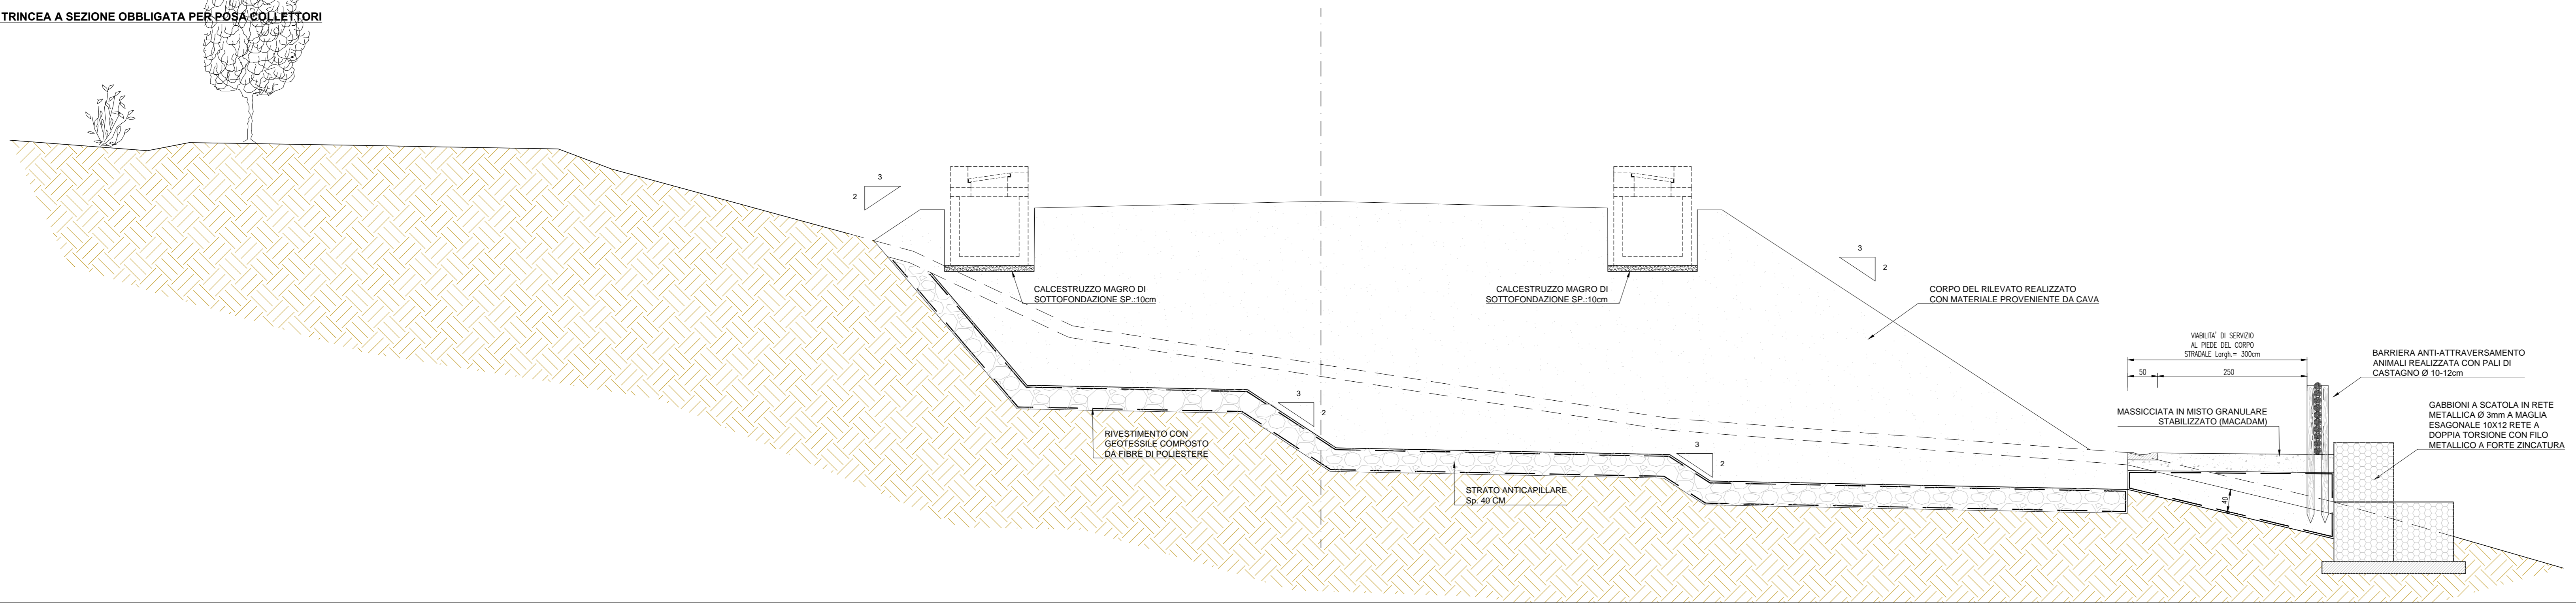 TRINCEA A SEZIONE OBBLIGATA PER POSA COLLETTORI
3
2
CALCESTRUZZO MAGRO DI
SOTTOFONDAZIONE SP.:10cm
CALCESTRUZZO MAGRO DI
SOTTOFONDAZIONE SP.:10cm
3
2
CORPO DEL RILEVATO REALIZZATO
CON MATERIALE PROVENIENTE DA CAVA
VIABILITA' DI SERVIZIO
AL PIEDE DEL CORPO
STRADALE Largh.= 300cm
50
250
BARRIERA ANTI-ATTRAVERSAMENTO
ANIMALI REALIZZATA CON PALI DI
CASTAGNO Ø 10-12cm
MASSICCIATA IN MISTO GRANULARE
STABILIZZATO (MACADAM)
GABBIONI A SCATOLA IN RETE
METALLICA Ø 3mm A MAGLIA
ESAGONALE 10X12 RETE A
DOPPIA TORSIONE CON FILO
METALLICO A FORTE ZINCATURA
3
2
RIVESTIMENTO CON
GEOTESSILE COMPOSTO
DA FIBRE DI POLIESTERE
3
2
STRATO ANTICAPILLARE
Sp. 40 CM
40